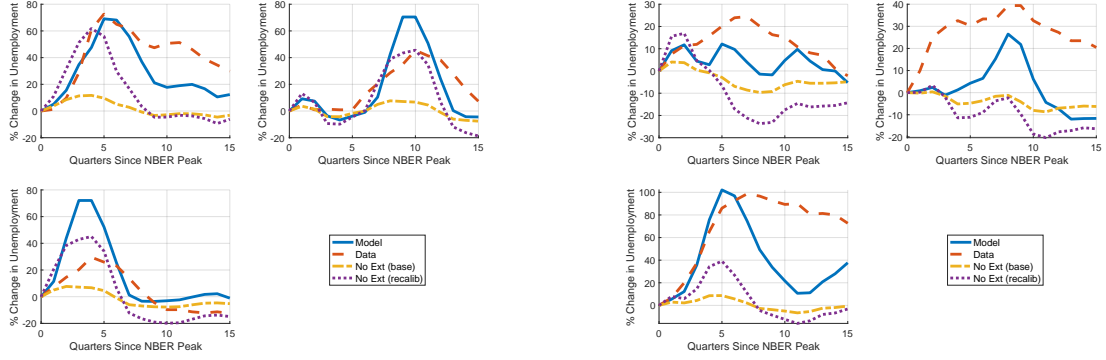 80
60
40
20
0
-20
0 5 10 15
% Change in Unemployment
Quarters Since NBER Peak
80
60
40
20
0
-20
0 5 10 15
% Change in Unemployment
Quarters Since NBER Peak
30
20
10
0
-10
-20
-30
0 5 10 15
% Change in Unemployment
Quarters Since NBER Peak
40
30
20
10
0
-10
-20
0 5 10 15
% Change in Unemployment
Quarters Since NBER Peak
80
60
40
20
0
-20
0 5 10 15
% Change in Unemployment
Quarters Since NBER Peak
Model
Data
No Ext (base)
No Ext (recalib)
100
80
60
40
20
0
0 5 10 15
% Change in Unemployment
Quarters Since NBER Peak
Model
Data
No Ext (base)
No Ext (recalib)